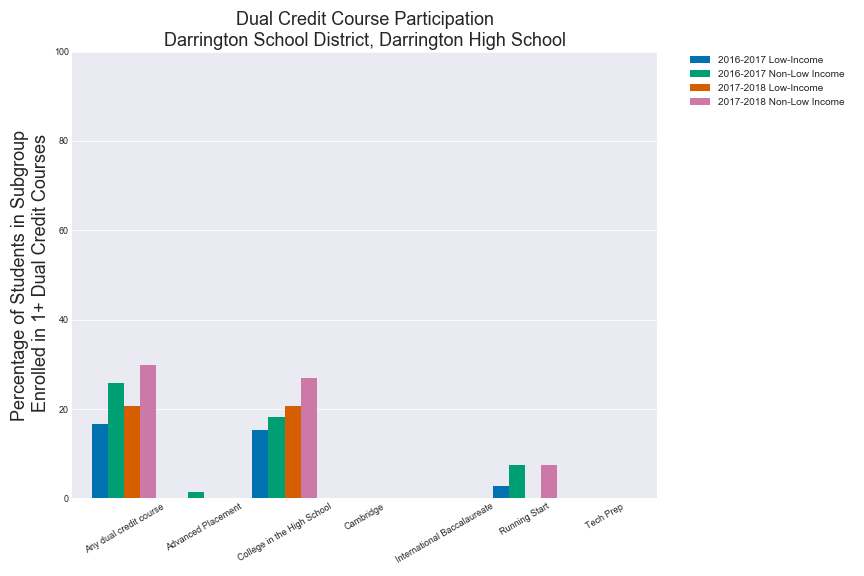 Dual Credit Course Participation
Darrington School District, Darrington High School
2016-2017 Low-Income
2016-2017 Non-Low Income
2017-2018 Low-Income
2017-2018 Non-Low Income
Percentage of Students in Subgroup
Enrolled in 1+ Dual Credit Courses
100
80
60
40
20
0
Any dual credit course
Advanced Placement
College in the High School
Cambridge
International Baccalaureate
Running Start
Tech Prep